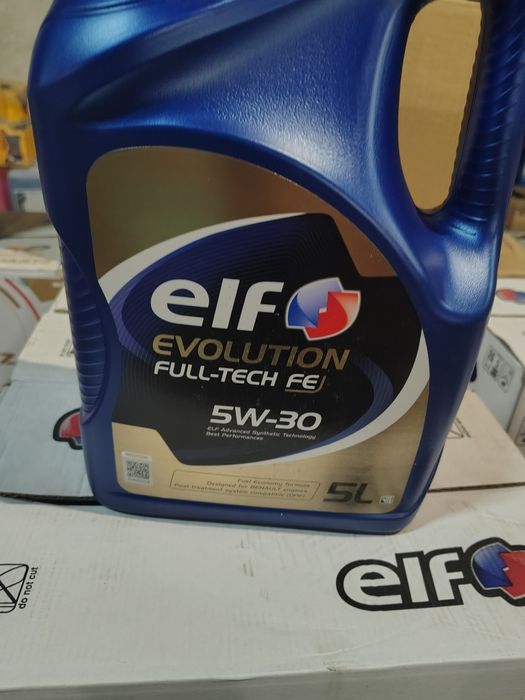 elf
EVOLUTION
FULL-TECH FE
5W-30
ELF Advanced Synthetic Technology
Best Performances
Fuel Economy formula
Designed for RENAULT engines
Post-treatment system compatible (DPF)
5L
do not cut
elf